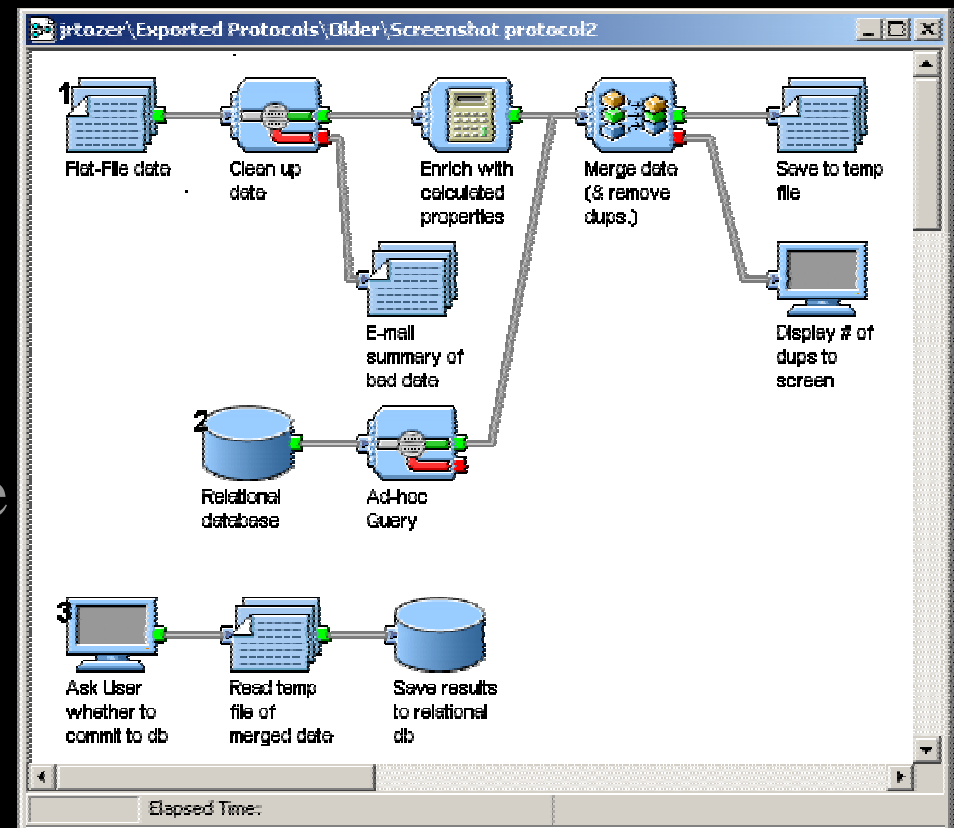 jrtozer\Exported Protocols\Older\Screenshot protocol2
1
Flat-File data
Clean up
data
Enrich with
calculated
properties
Merge data
(& remove
dups.)
Save to temp
file
E-mail
summary of
bad data
Display # of
dups to
screen
2
Relational
database
Ad-hoc
Query
e
3
Ask User
whether to
commit to db
Read temp
file of
merged data
Save results
to relational
db
Elapsed Time: